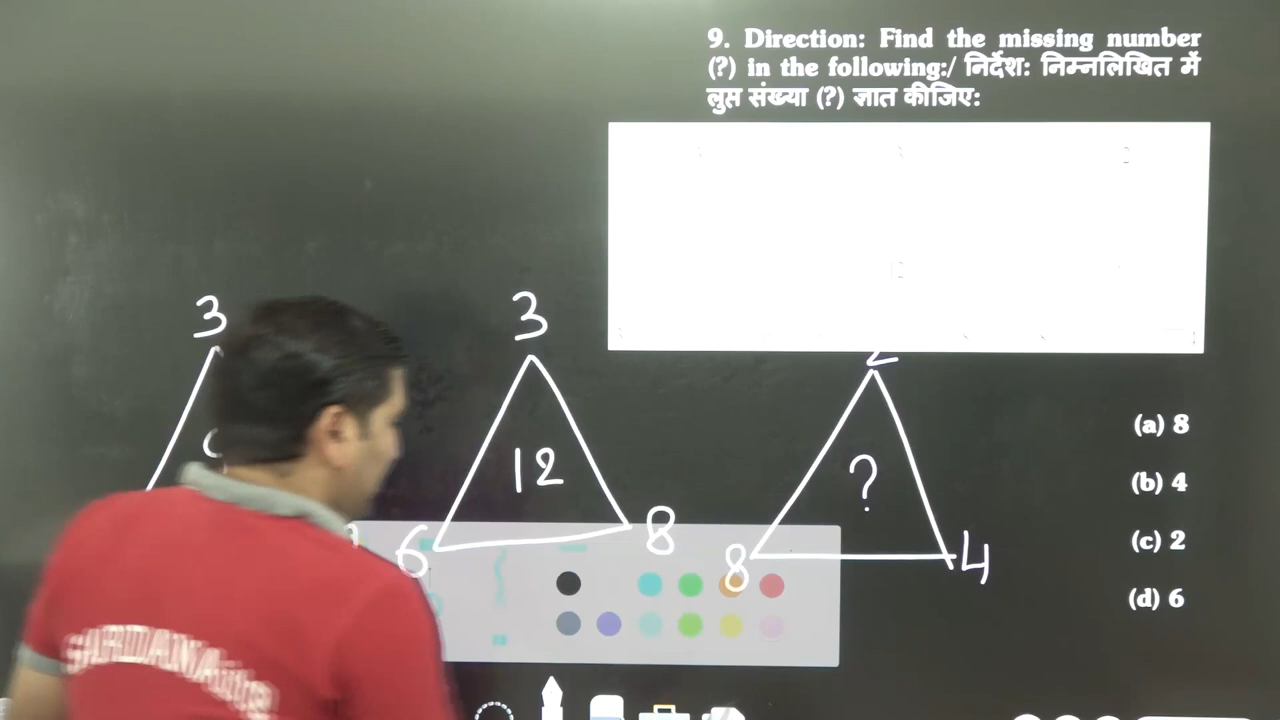 9. Direction: Find the missing number
(?) in the following:/ निर्देश: निम्नलिखित में
लुप्त संख्या (?) ज्ञात कीजिए:
3
3
12
6
8
2
?
8
4
(a) 8
(b) 4
(c) 2
(d) 6